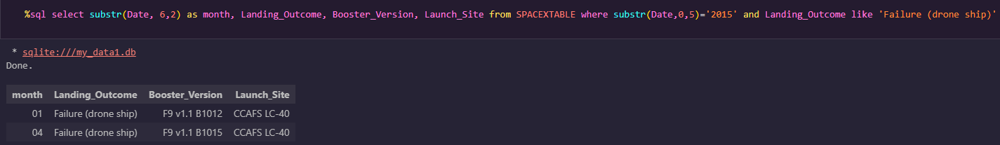 %sql select substr(Date, 6,2) as month, Landing_Outcome, Booster_Version, Launch_Site from SPACEXTABLE where substr(Date,0,5)='2015' and Landing_Outcome like 'Failure (drone ship)'
* sqlite:///my_data1.db
Done.
month Landing_Outcome Booster_Version Launch_Site
01 Failure (drone ship) F9 v1.1 B1012 CCAFS LC-40
04 Failure (drone ship) F9 v1.1 B1015 CCAFS LC-40